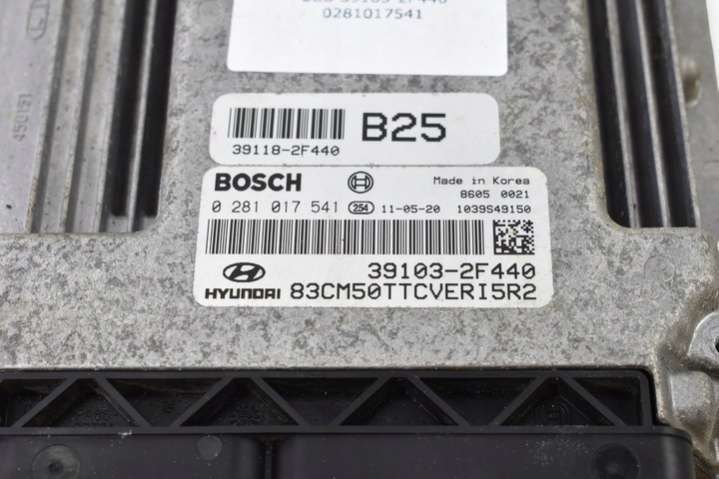 0281017541
39118-2F440
B25
BOSCH
Made in Korea
8605 0021
0 281 017 541 254 11-05-20 1039S49150
39103-2F440
HYUNDAI 83CM50TTCVERI5R2